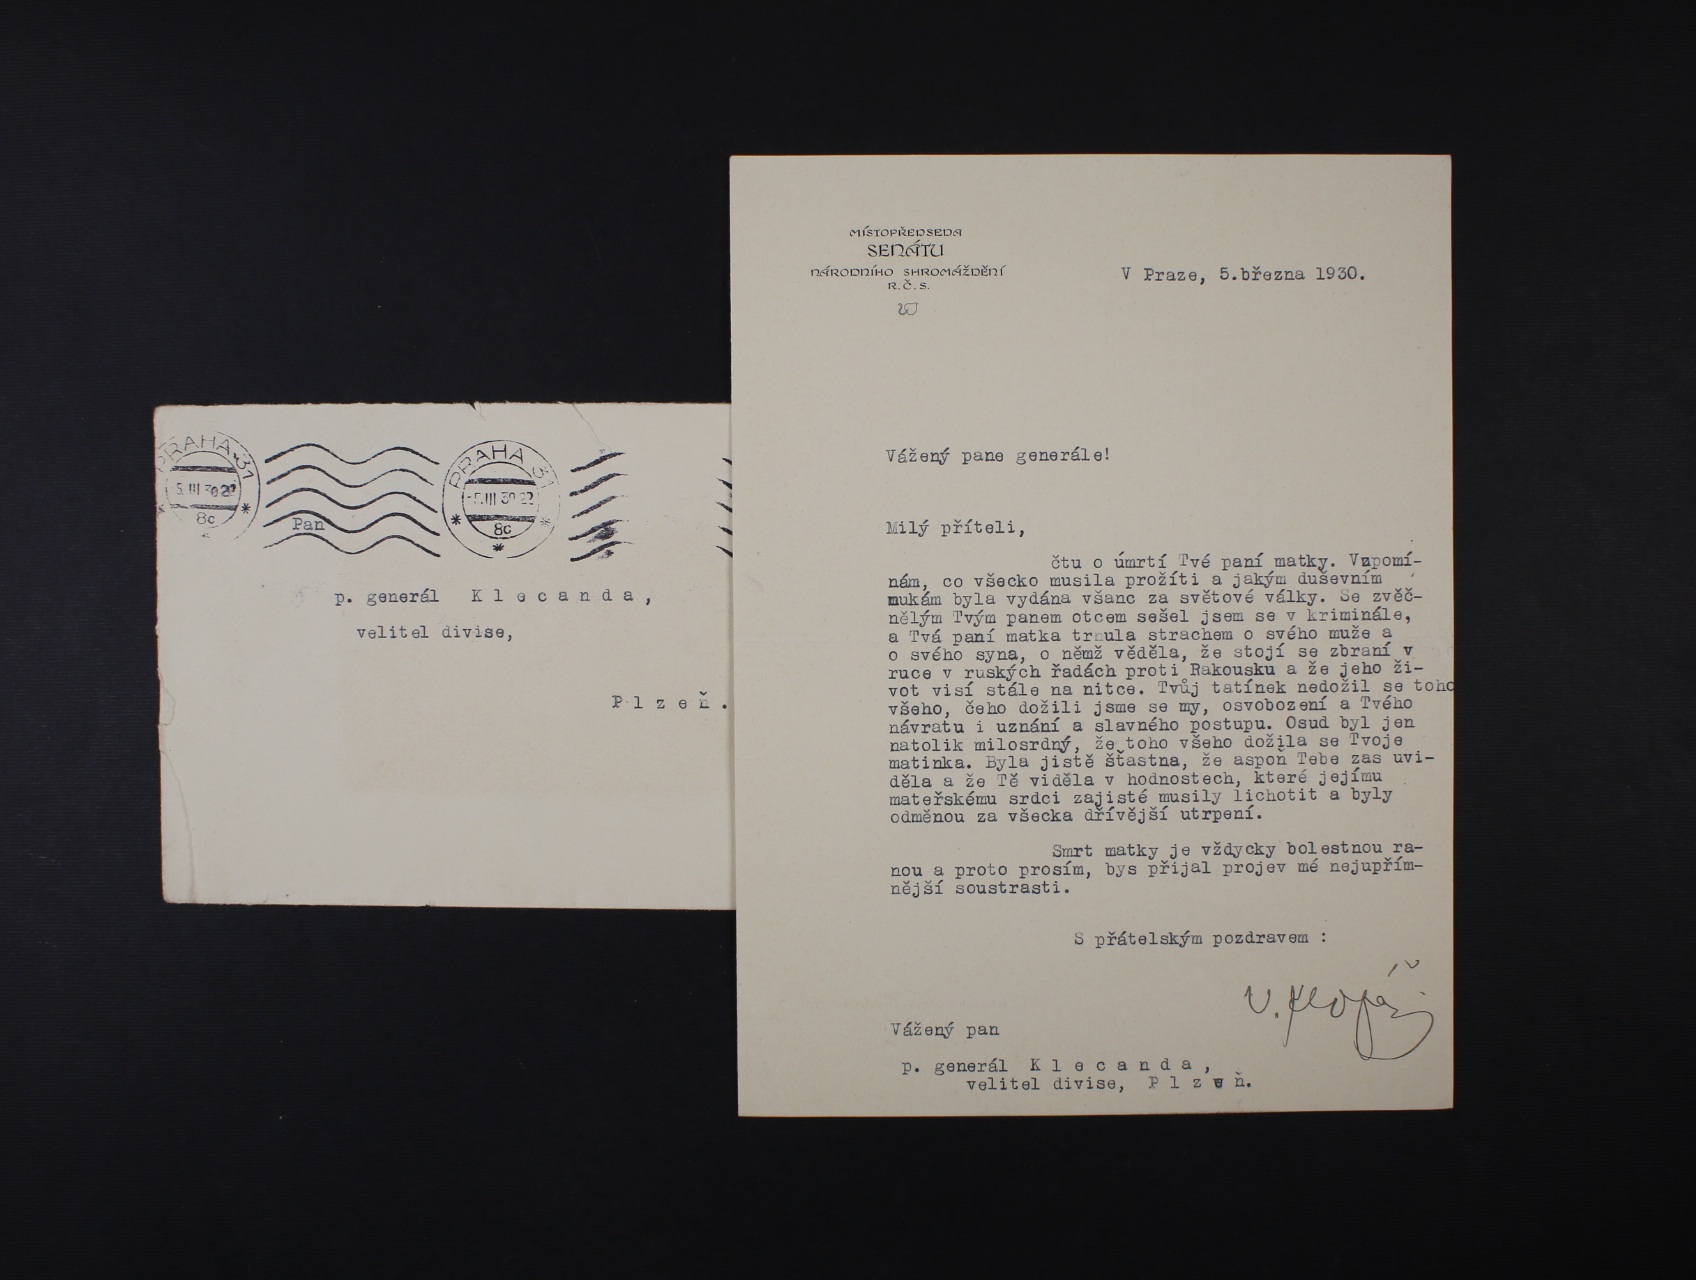 PRAHA 31
5.III 30 22
8c
PRAHA 31
-5.III 30 22
8c
Pan
p. generál Klecanda,
velitel divise,
Plzeň.
MÍSTOPŘEDSEDA
SENÁTU
NÁRODNÍHO SHROMÁŽDĚNÍ
R.Č.S.
V Praze, 5.března 1930.
Vážený pane generále!
Milý příteli,
čtu o úmrtí Tvé paní matky. Vzpomí-
nám, co všecko musila prožíti a jakým duševním
mukám byla vydána všanc za světové války. Se zvěč-
nělým Tvým panem otcem sešel jsem se v kriminále,
a Tvá paní matka trnula strachem o svého muže a
o svého syna, o němž věděla, že stojí se zbraní v
ruce v ruských řadách proti Rakousku a že jeho ži-
vot visí stále na nitce. Tvůj tatínek nedožil se toho
všeho, čeho dožili jsme se my, osvobození a Tvého
návratu i uznání a slavného postupu. Osud byl jen
natolik milosrdný, že toho všeho dožila se Tvoje
matinka. Byla jistě šťastna, že aspoň Tebe zas uvi-
děla a že Tě viděla v hodnostech, které jejímu
mateřskému srdci zajisté musily lichotit a byly
odměnou za všecka dřívější utrpení.
Smrt matky je vždycky bolestnou ra-
nou a proto prosím, bys přijal projev mé nejupřím-
nější soustrasti.
S přátelským pozdravem :
V. Klofáč
Vážený pan
p. generál Klecanda,
velitel divise, Plzeň.